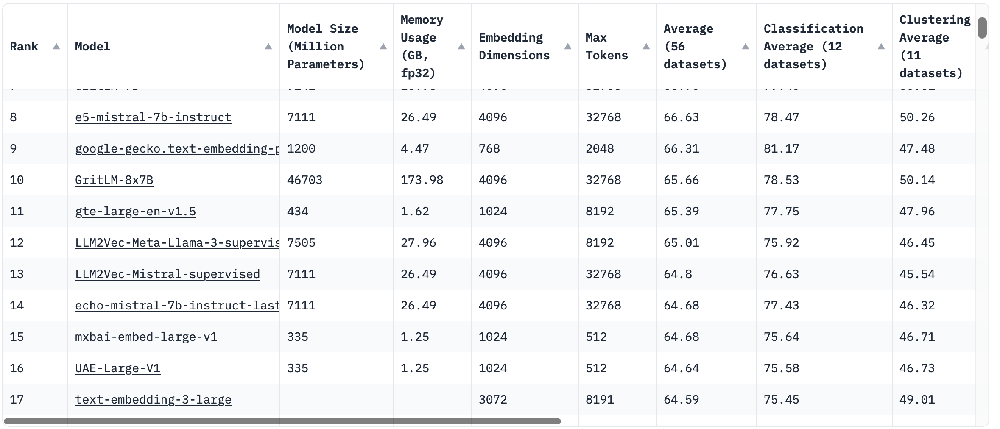 Rank Model Model Size (Million Parameters) Memory Usage (GB, fp32) Embedding Dimensions Max Tokens Average (56 datasets) Classification Average (12 datasets) Clustering Average (11 datasets)
8 e5-mistral-7b-instruct 7111 26.49 4096 32768 66.63 78.47 50.26
9 google-gecko.text-embedding-p 1200 4.47 768 2048 66.31 81.17 47.48
10 GritLM-8x7B 46703 173.98 4096 32768 65.66 78.53 50.14
11 gte-large-en-v1.5 434 1.62 1024 8192 65.39 77.75 47.96
12 LLM2Vec-Meta-Llama-3-supervis 7505 27.96 4096 8192 65.01 75.92 46.45
13 LLM2Vec-Mistral-supervised 7111 26.49 4096 32768 64.8 76.63 45.54
14 echo-mistral-7b-instruct-last 7111 26.49 4096 32768 64.68 77.43 46.32
15 mxbai-embed-large-v1 335 1.25 1024 512 64.68 75.64 46.71
16 UAE-Large-V1 335 1.25 1024 512 64.64 75.58 46.73
17 text-embedding-3-large 3072 8191 64.59 75.45 49.01